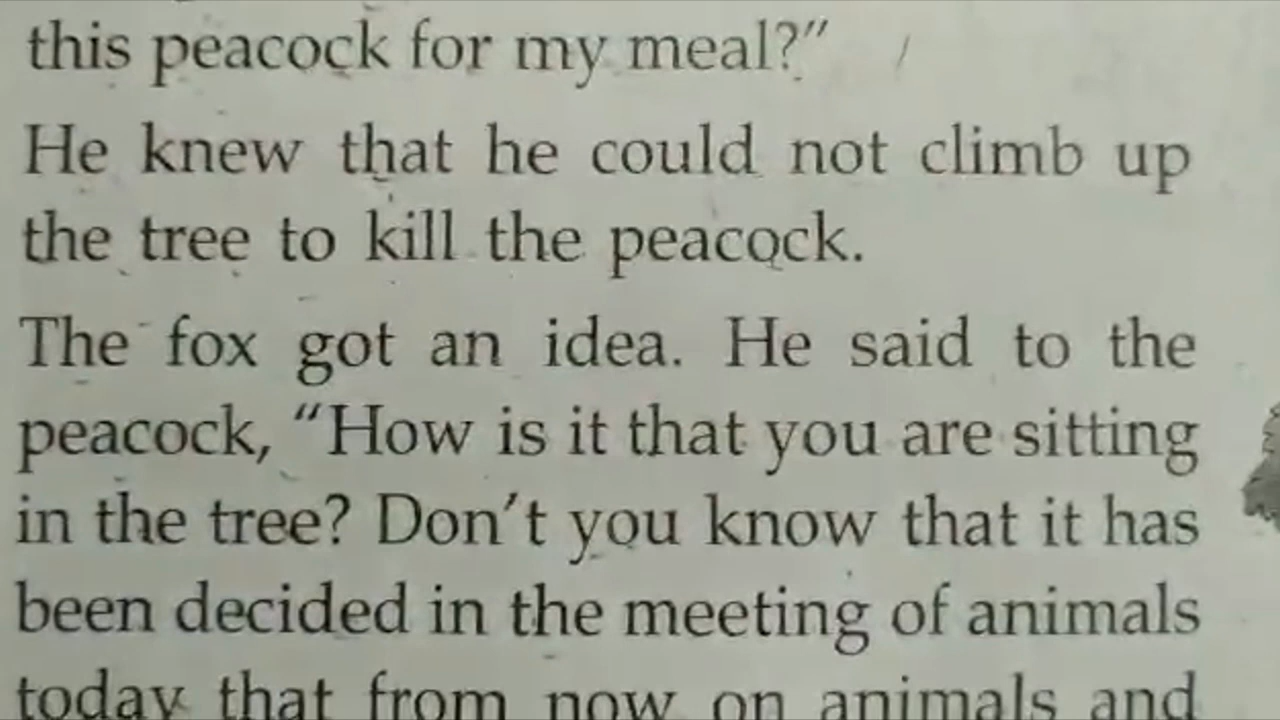 this peacock for my meal?"
He knew that he could not climb up
the tree to kill the peacock.
The fox got an idea. He said to the
peacock, "How is it that you are sitting
in the tree? Don't you know that it has
been decided in the meeting of animals
today that from now on animals and